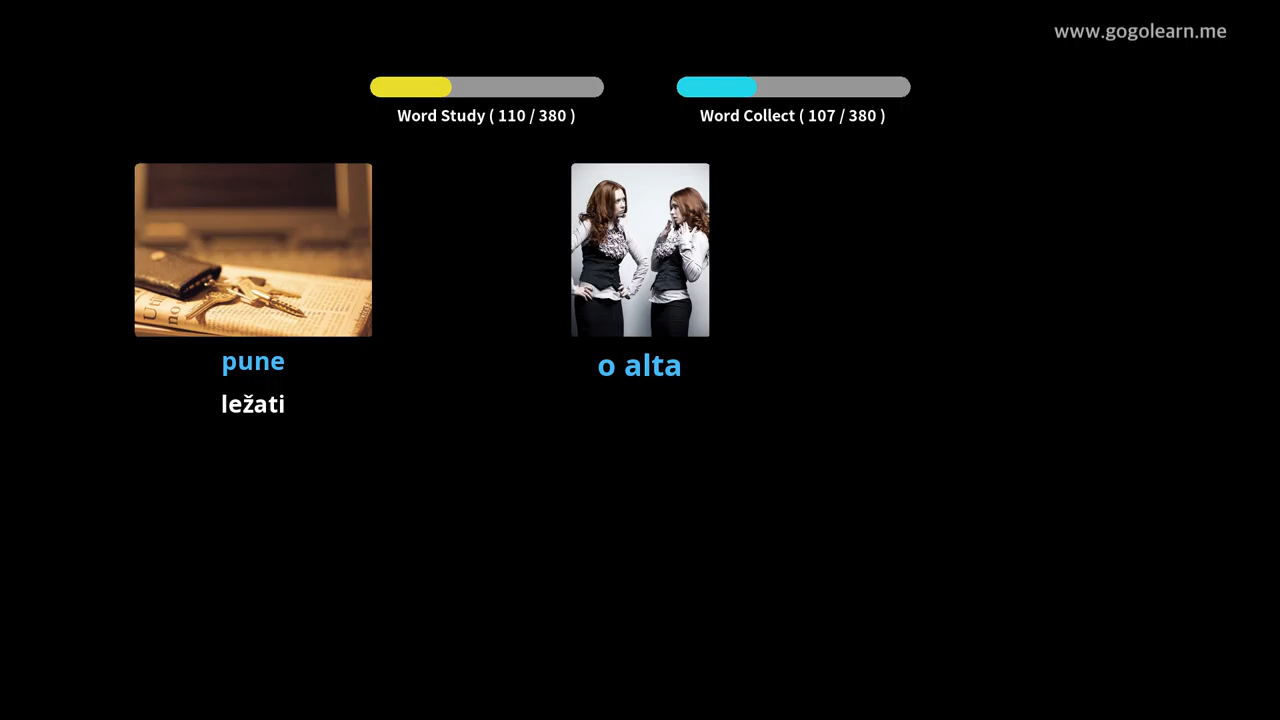 www.gogolearn.me
Word Study ( 110 / 380 )
Word Collect ( 107 / 380 )
pune
ležati
o alta